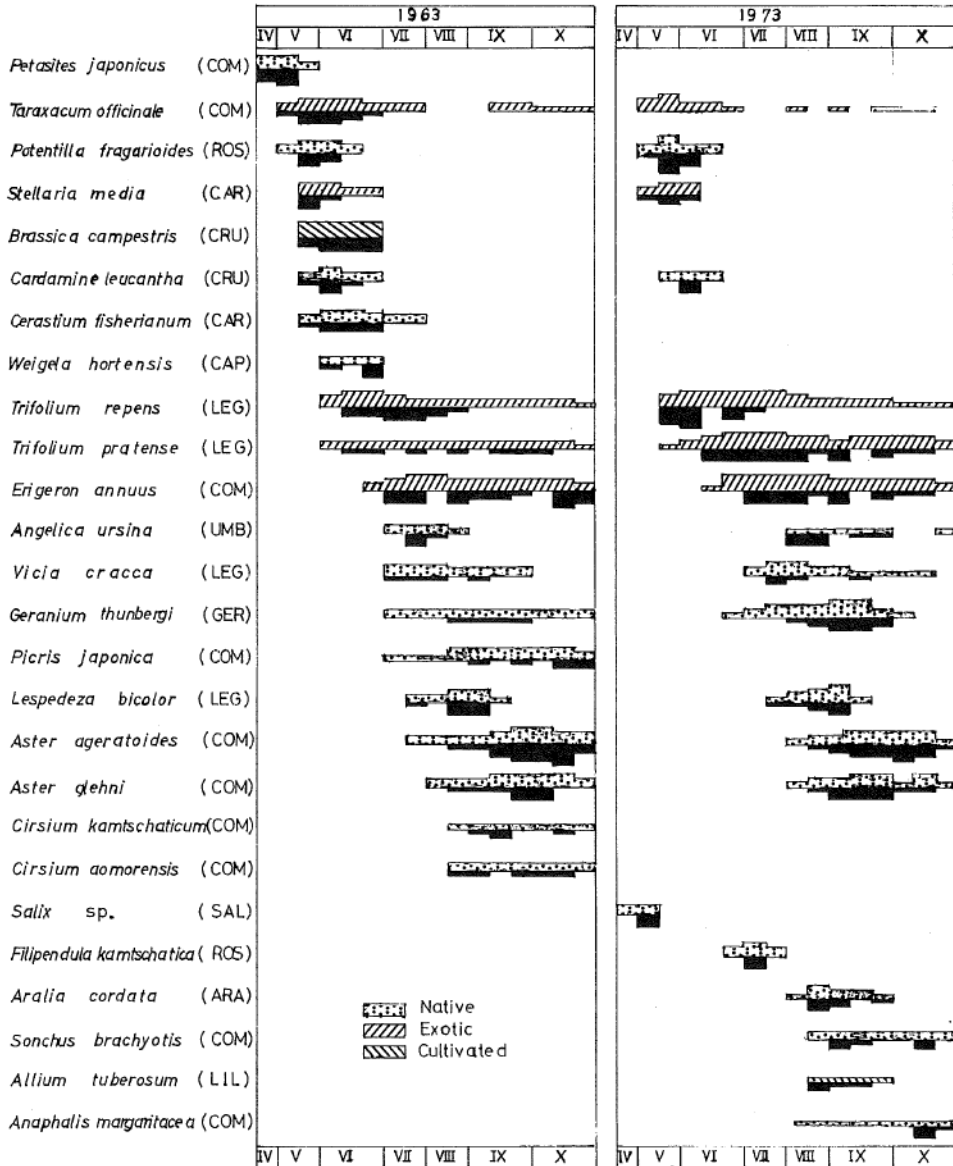 1963 1973
IV V VI VII VIII IX X IV V VI VII VIII IX X
Petasites japonicus (COM)
Taraxacum officinale (COM)
Potentilla fragarioides (ROS)
Stellaria media (CAR)
Brassica campestris (CRU)
Cardamine leucantha (CRU)
Cerastium fisherianum (CAR)
Weigela hortensis (CAP)
Trifolium repens (LEG)
Trifolium pratense (LEG)
Erigeron annuus (COM)
Angelica ursina (UMB)
Vicia cracca (LEG)
Geranium thunbergi (GER)
Picris japonica (COM)
Lespedeza bicolor (LEG)
Aster ageratoides (COM)
Aster glehni (COM)
Cirsium kamtschaticum (COM)
Cirsium aomorensis (COM)
Salix sp. (SAL)
Filipendula kamtschatica (ROS)
Aralia cordata (ARA)
Sonchus brachyotis (COM)
Allium tuberosum (LIL)
Anaphalis margaritacea (COM)
Native
Exotic
Cultivated
IV V VI VII VIII IX X IV V VI VII VIII IX X